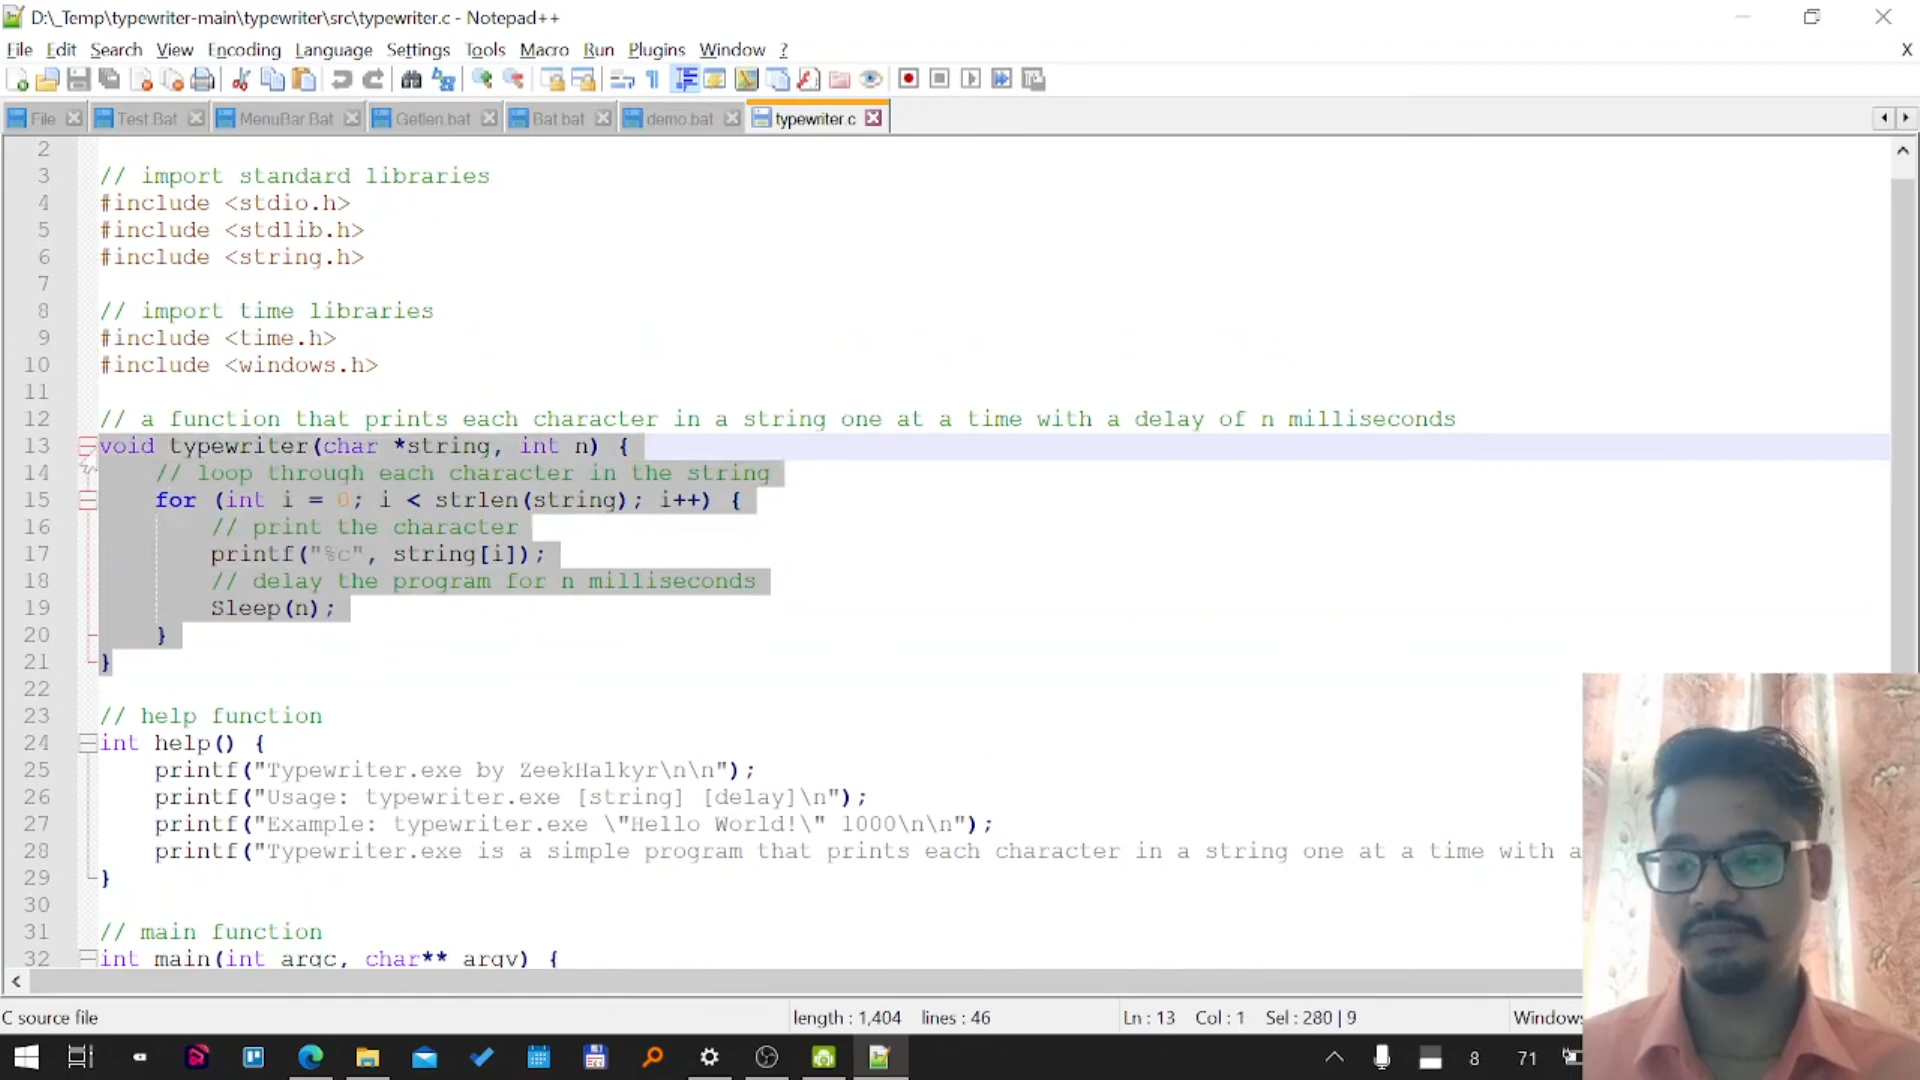 D:\_Temp\typewriter-main\typewriter\src\typewriter.c - Notepad++
File Edit Search View Encoding Language Settings Tools Macro Run Plugins Window ? X
File Test Bat MenuBar.Bat Getlen.bat Bat.bat demo.bat typewriter.c
2
3 // import standard libraries
4 #include <stdio.h>
5 #include <stdlib.h>
6 #include <string.h>
7
8 // import time libraries
9 #include <time.h>
10 #include <windows.h>
11
12 // a function that prints each character in a string one at a time with a delay of n milliseconds
13 void typewriter(char *string, int n) {
14 // loop through each character in the string
15 for (int i = 0; i < strlen(string); i++) {
16 // print the character
17 printf("%c", string[i]);
18 // delay the program for n milliseconds
19 Sleep(n);
20 }
21 }
22
23 // help function
24 int help() {
25 printf("Typewriter.exe by ZeekHalkyr\n\n");
26 printf("Usage: typewriter.exe [string] [delay]\n");
27 printf("Example: typewriter.exe \"Hello World!\" 1000\n\n");
28 printf("Typewriter.exe is a simple program that prints each character in a string one at a time with a
29 }
30
31 // main function
32 int main(int argc, char** argv) {
C source file length : 1,404 lines : 46 Ln : 13 Col : 1 Sel : 280 | 9 Windows
8 71